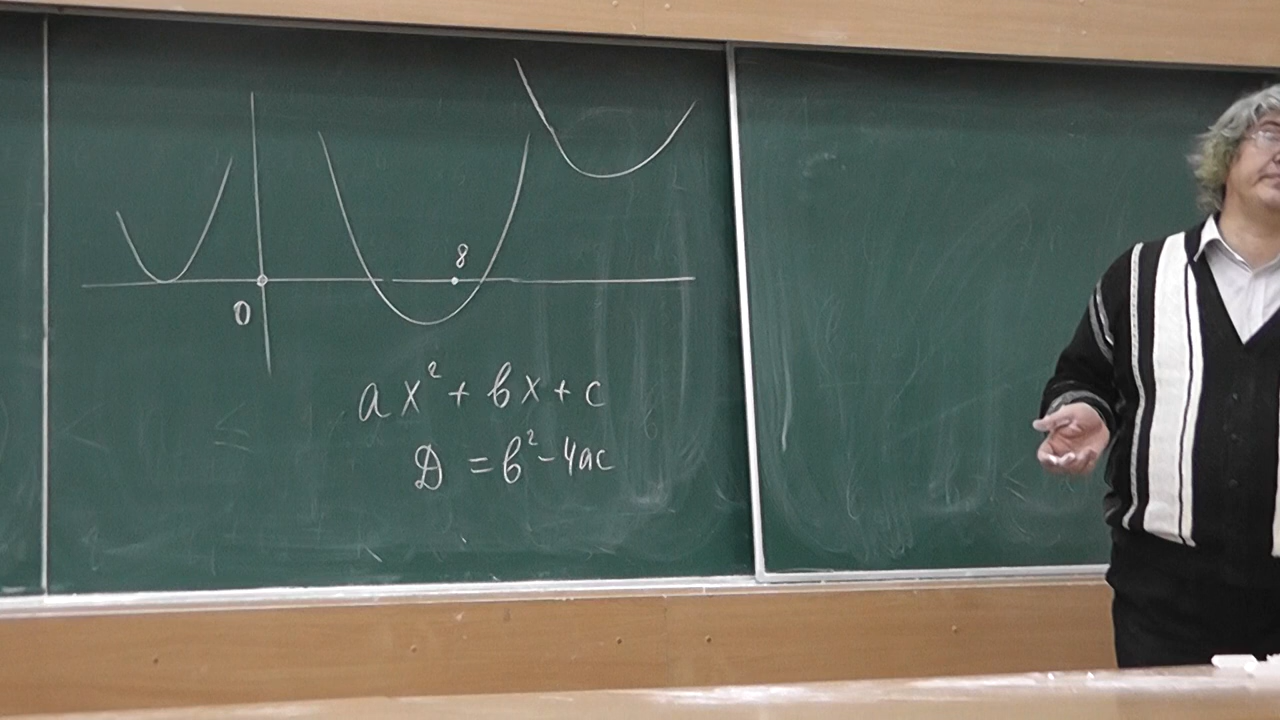 8
0
ax² + bx + c
D = b² - 4ac